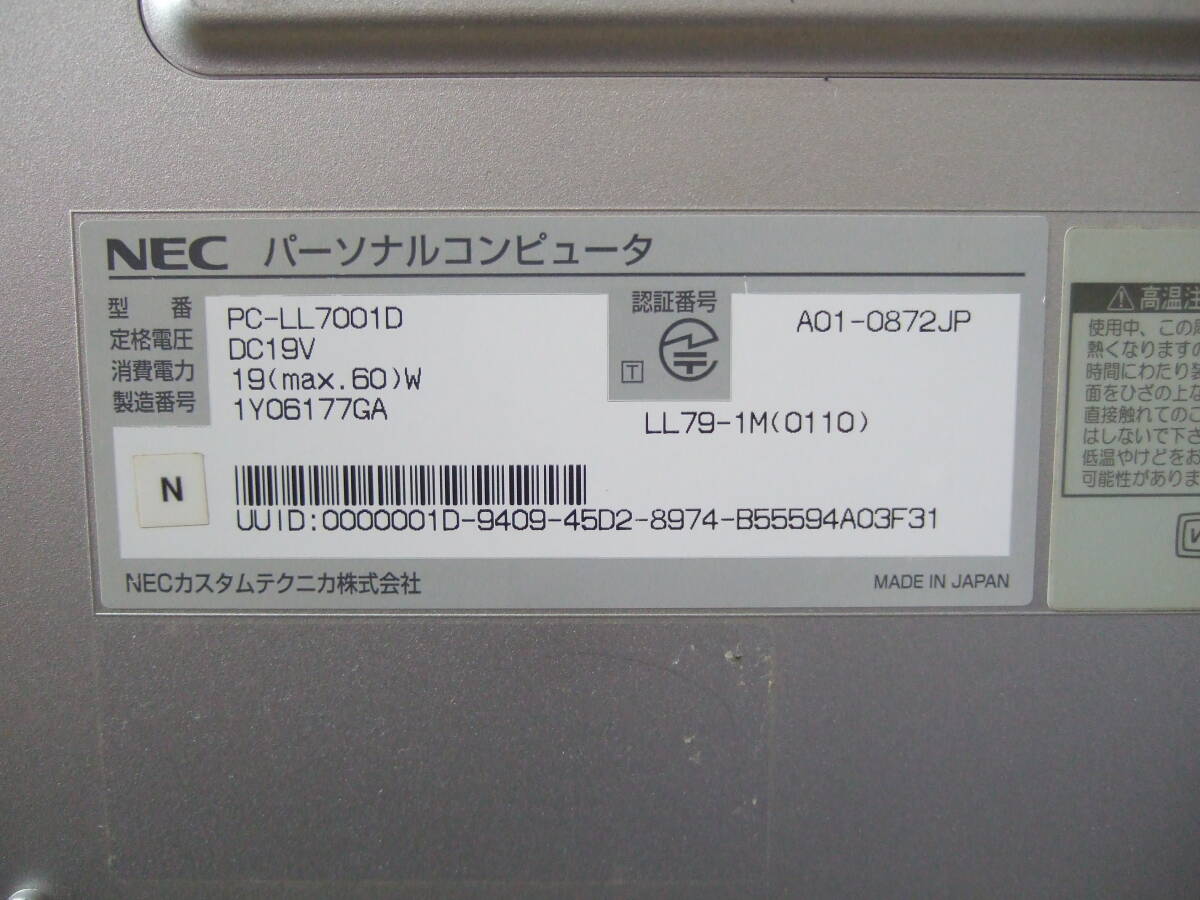 NEC パーソナルコンピュータ
型番 PC-LL7001D
定格電圧 DC19V
消費電力 19(max.60)W
製造番号 1Y06177GA
認証番号 A01-0872JP
T
LL79-1M(0110)
N
UUID:0000001D-9409-45D2-8974-B55594A03F31
NECカスタムテクニカ株式会社 MADE IN JAPAN
高温注
使用中、この
熱くなります
時間にわたり装
面をひざの上な
直接触れてのこ
はしないで下さ
低温やけどをお
可能性がありま